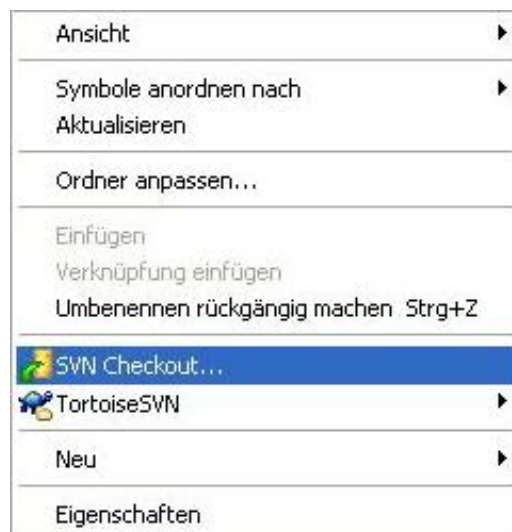 Ansicht
Symbole anordnen nach
Aktualisieren
Ordner anpassen...
Einfügen
Verknüpfung einfügen
Umbenennen rückgängig machen Strg+Z
SVN Checkout...
TortoiseSVN
Neu
Eigenschaften